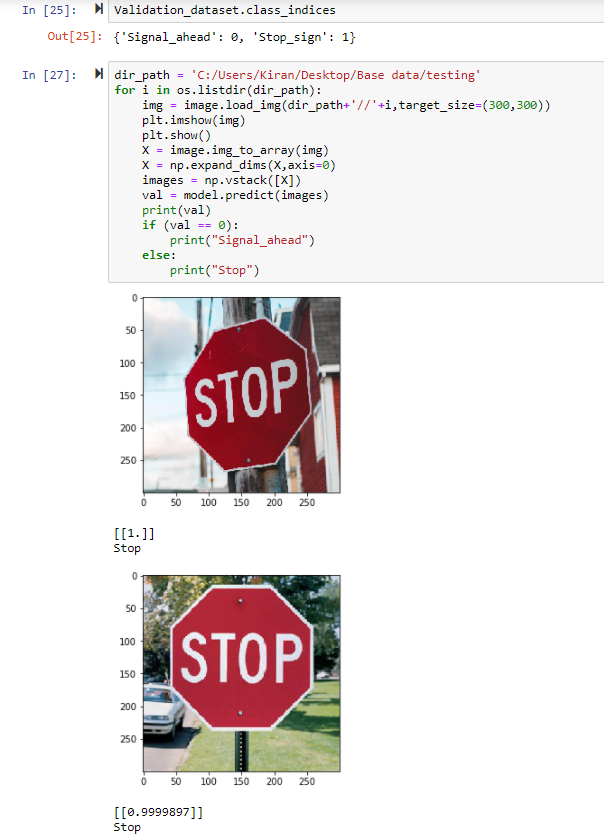 In [25]: Validation_dataset.class_indices
Out[25]: {'Signal_ahead': 0, 'Stop_sign': 1}
In [27]: dir_path = 'C:/Users/Kiran/Desktop/Base data/testing'
for i in os.listdir(dir_path):
    img = image.load_img(dir_path+'//'+i,target_size=(300,300))
    plt.imshow(img)
    plt.show()
    X = image.img_to_array(img)
    X = np.expand_dims(X,axis=0)
    images = np.vstack([X])
    val = model.predict(images)
    print(val)
    if (val == 0):
        print("Signal_ahead")
    else:
        print("Stop")
0
50
100
150
200
250
STOP
0 50 100 150 200 250
[[1.]]
Stop
0
50
100
150
200
250
STOP
0 50 100 150 200 250
[[0.9999897]]
Stop